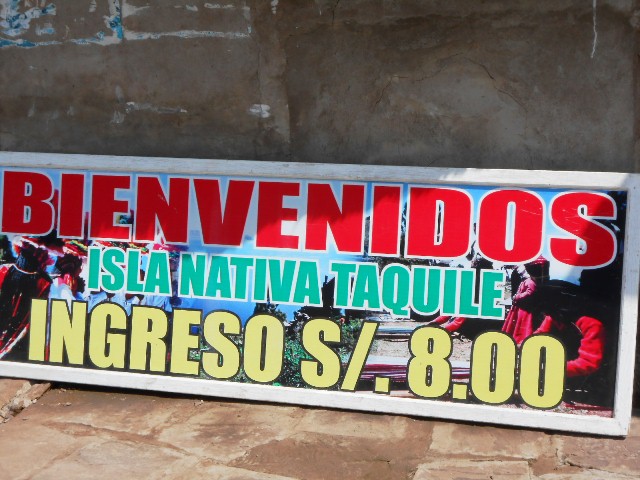 BIENVENIDOS
ISLA NATIVA TAQUILE
INGRESO S/. 8.00